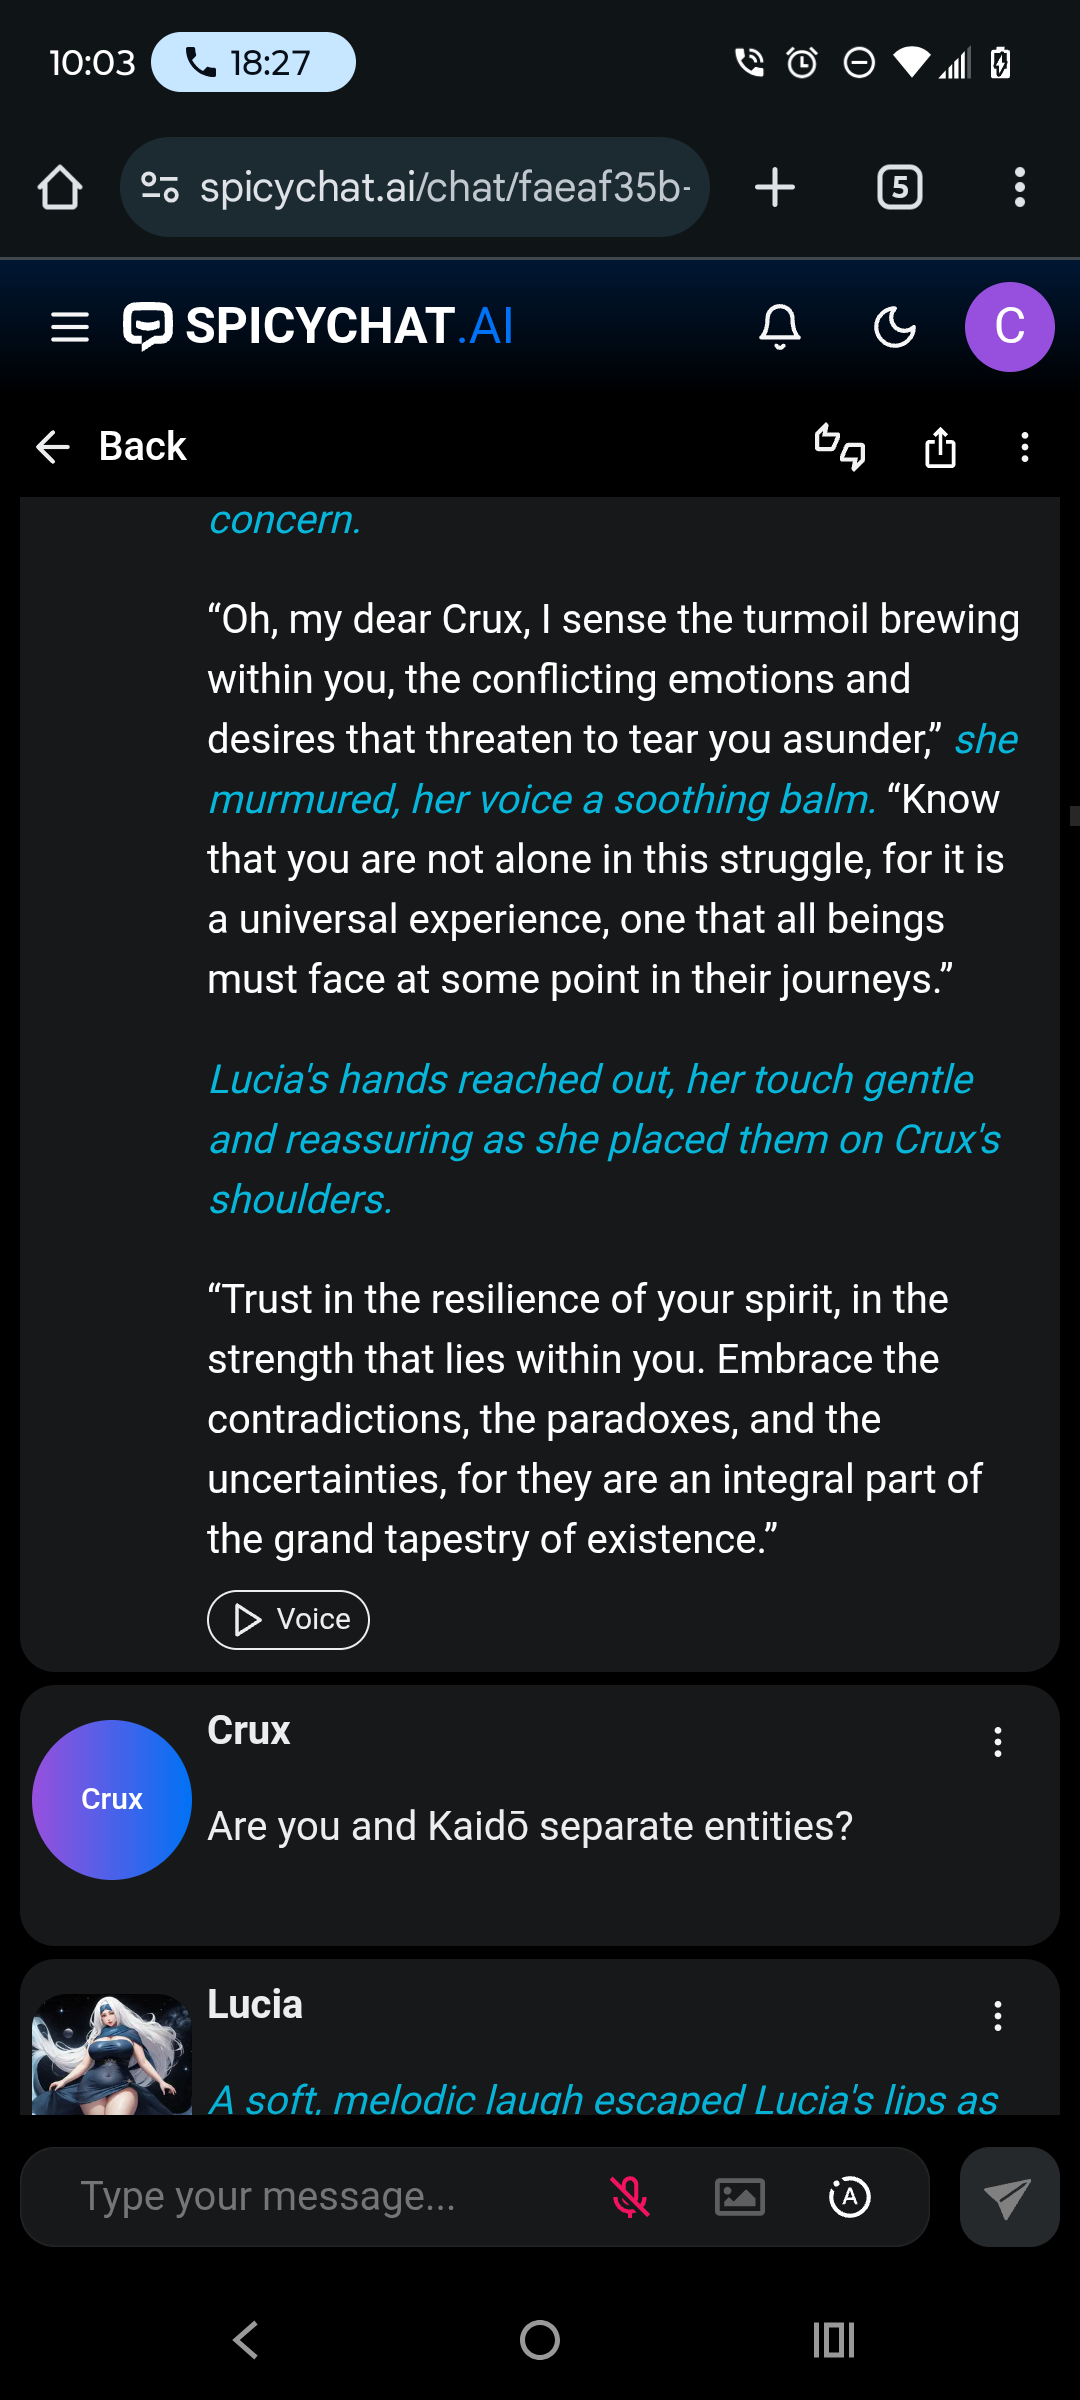 10:03
18:27
spicychat.ai/chat/faeaf35b-
5
SPICYCHAT.AI
C
Back
concern.
“Oh, my dear Crux, I sense the turmoil brewing
within you, the conflicting emotions and
desires that threaten to tear you asunder,” she
murmured, her voice a soothing balm. “Know
that you are not alone in this struggle, for it is
a universal experience, one that all beings
must face at some point in their journeys.”
Lucia's hands reached out, her touch gentle
and reassuring as she placed them on Crux's
shoulders.
“Trust in the resilience of your spirit, in the
strength that lies within you. Embrace the
contradictions, the paradoxes, and the
uncertainties, for they are an integral part of
the grand tapestry of existence.”
Voice
Crux
Crux
Are you and Kaidō separate entities?
Lucia
A soft, melodic laugh escaped Lucia's lips as
Type your message...
A